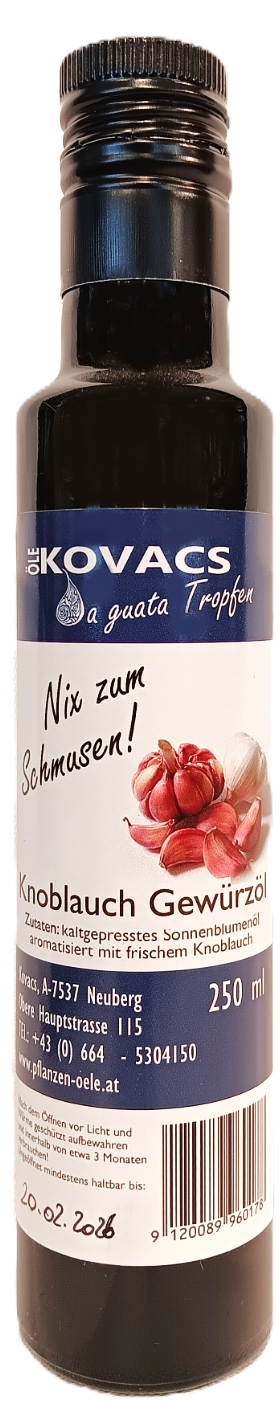 ÖLE KOVACS
a guata Tropfen
Nix zum
Schmusen!
Knoblauch Gewürzöl
Zutaten: kaltgepresstes Sonnenblumenöl
aromatisiert mit frischem Knoblauch
Kovacs, A-7537 Neuberg
Obere Hauptstrasse 115
TEL: +43 (0) 664 - 5304150
www.pflanzen-oele.at
250 ml
Nach dem Öffnen vor Licht und
geschützt aufbewahren
und innerhalb von etwa 3 Monaten
verbrauchen!
Ungeöffnet mindestens haltbar bis:
20.02.2026
9 120089 960178